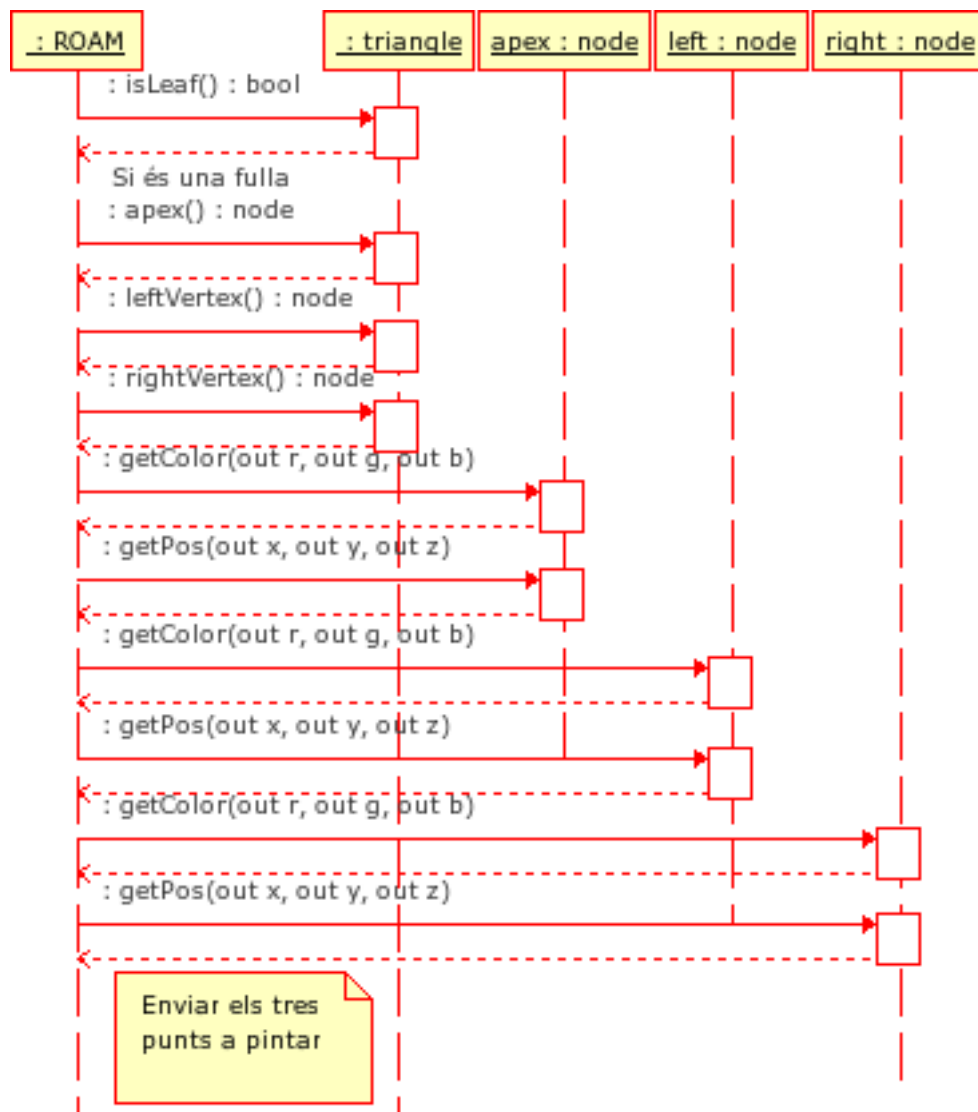 : ROAM
: triangle
apex : node
left : node
right : node
: isLeaf() : bool
Si és una fulla
: apex() : node
: leftVertex() : node
: rightVertex() : node
: getColor(out r, out g, out b)
: getPos(out x, out y, out z)
: getColor(out r, out g, out b)
: getPos(out x, out y, out z)
: getColor(out r, out g, out b)
: getPos(out x, out y, out z)
Enviar els tres
punts a pintar